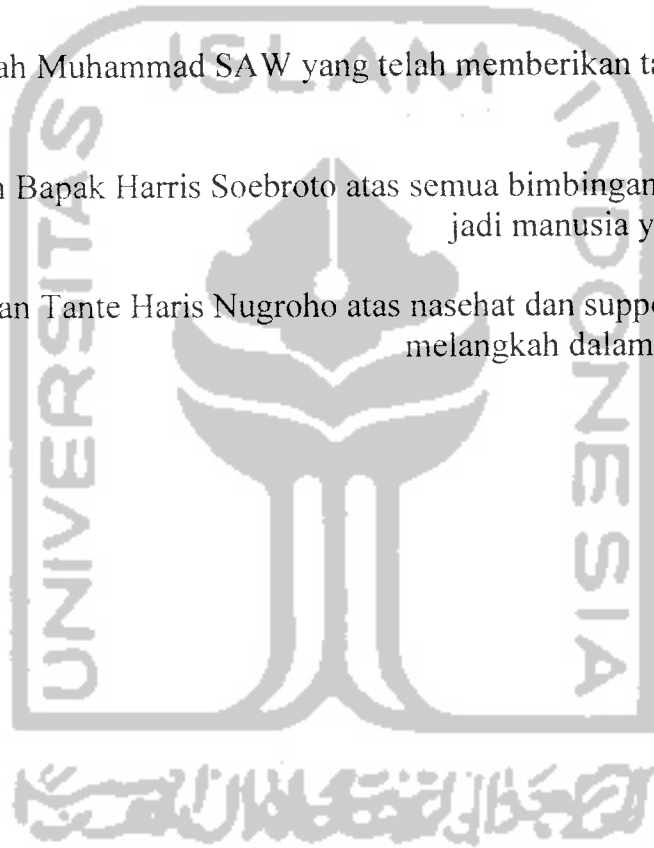 ISLAM
ah Muhammad SAW yang telah memberikan ta
n Bapak Harris Soebroto atas semua bimbingan
jadi manusia y
an Tante Haris Nugroho atas nasehat dan suppo
melangkah dalam
UNIVERSITAS
INDONESIA